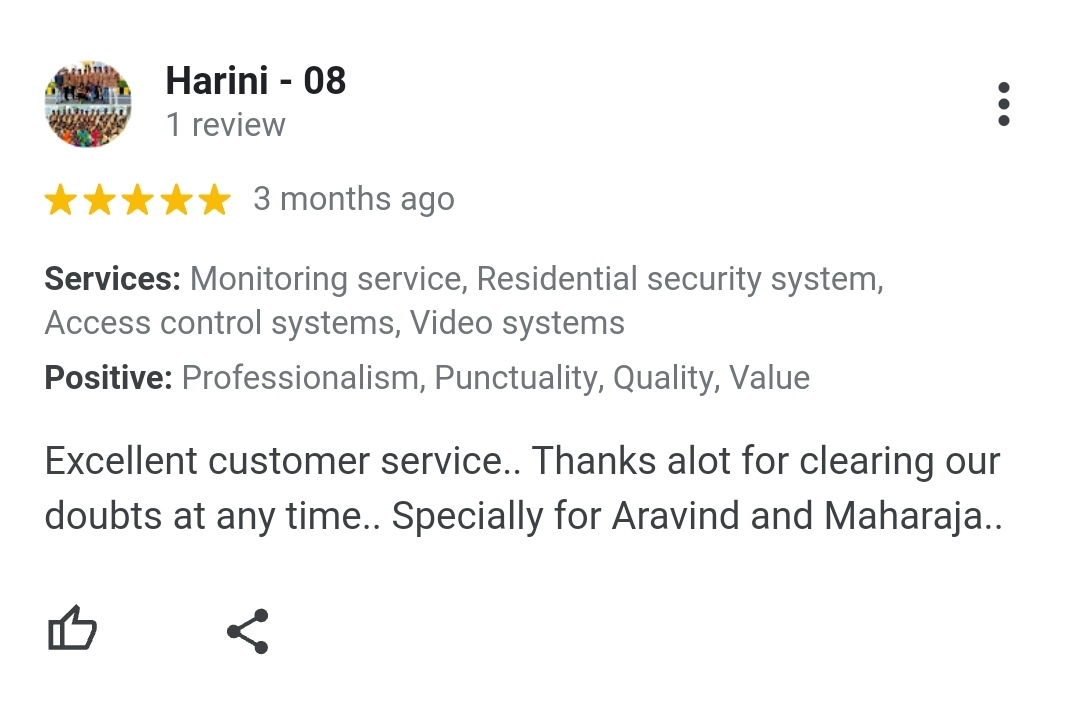 Harini - 08
1 review
3 months ago
Services: Monitoring service, Residential security system,
Access control systems, Video systems
Positive: Professionalism, Punctuality, Quality, Value
Excellent customer service.. Thanks alot for clearing our
doubts at any time.. Specially for Aravind and Maharaja..